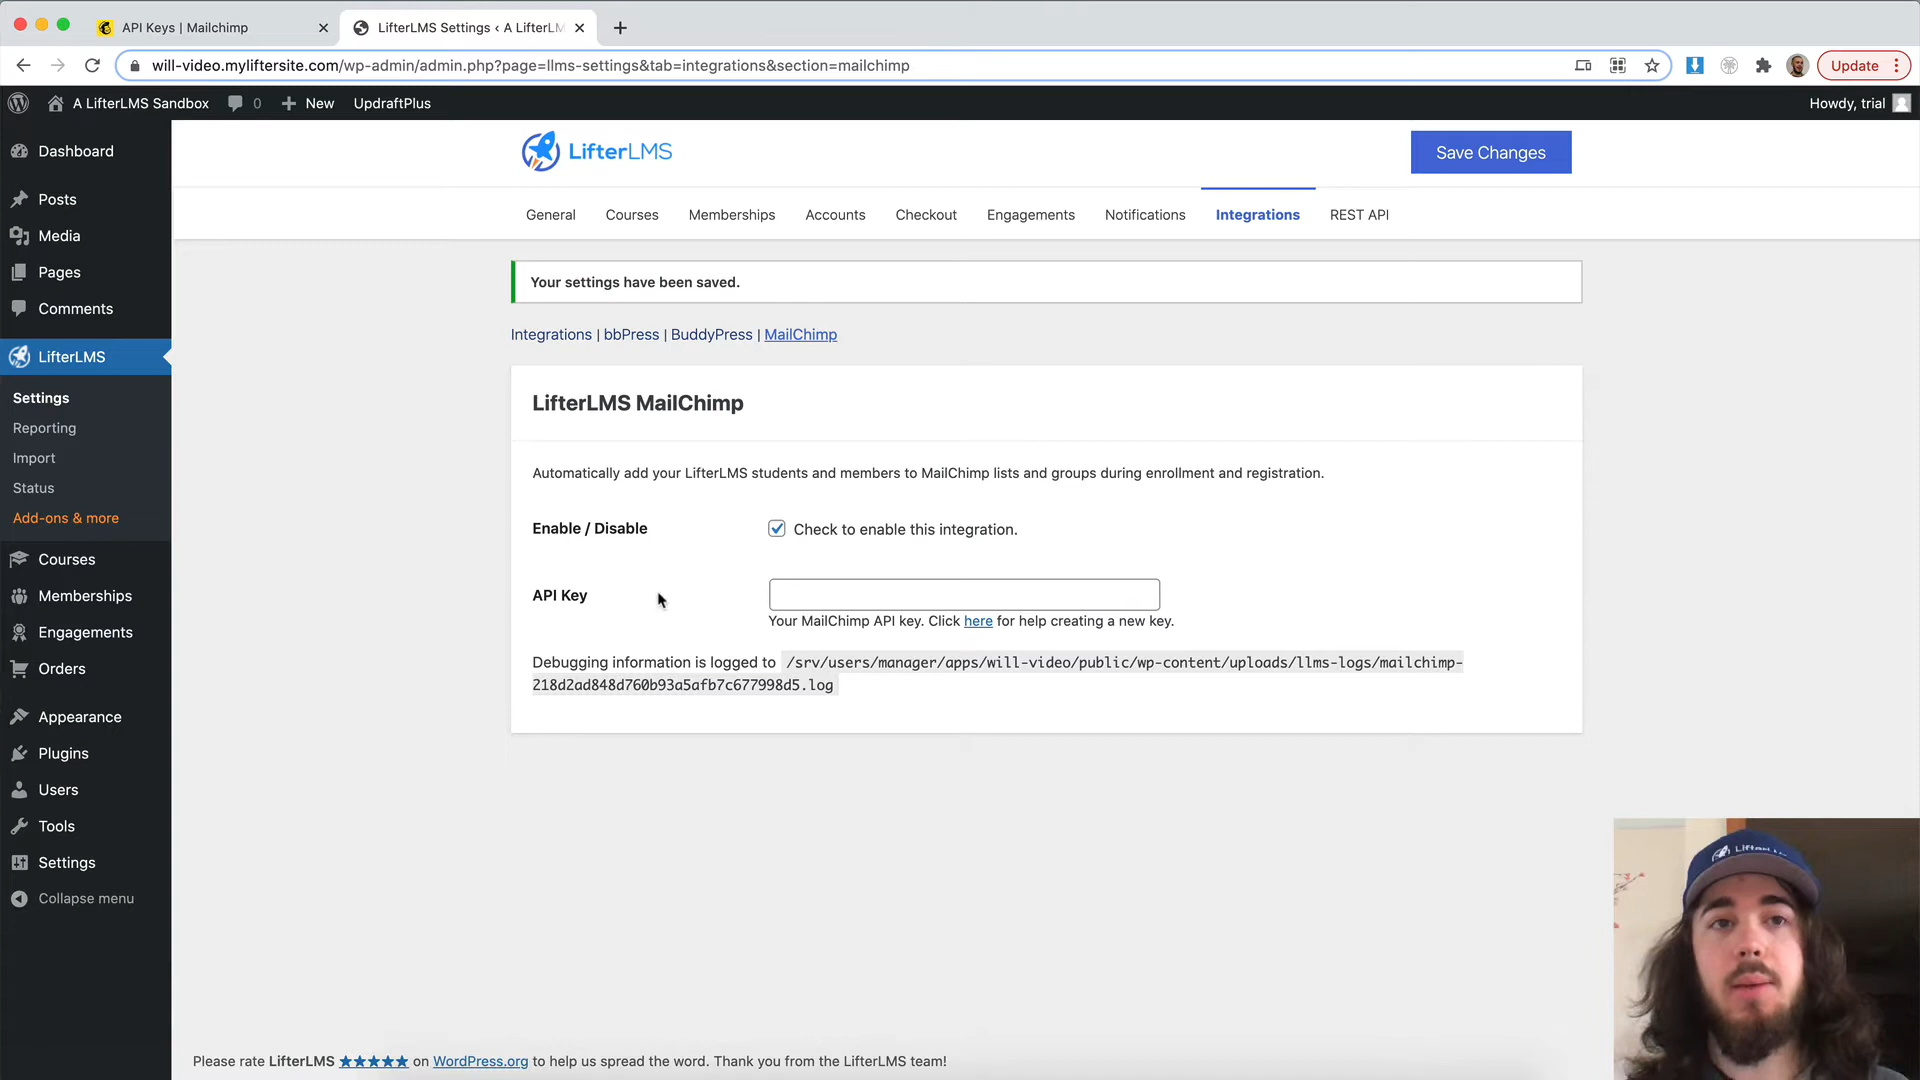 API Keys | Mailchimp
LifterLMS Settings ‹ A LifterLM
will-video.myliftersite.com/wp-admin/admin.php?page=llms-settings&tab=integrations&section=mailchimp
Update
A LifterLMS Sandbox
0
New
UpdraftPlus
Howdy, trial
Dashboard
Posts
Media
Pages
Comments
LifterLMS
Settings
Reporting
Import
Status
Add-ons & more
Courses
Memberships
Engagements
Orders
Appearance
Plugins
Users
Tools
Settings
Collapse menu
LifterLMS
Save Changes
General
Courses
Memberships
Accounts
Checkout
Engagements
Notifications
Integrations
REST API
Your settings have been saved.
Integrations | bbPress | BuddyPress | MailChimp
LifterLMS MailChimp
Automatically add your LifterLMS students and members to MailChimp lists and groups during enrollment and registration.
Enable / Disable
Check to enable this integration.
API Key
Your MailChimp API key. Click here for help creating a new key.
Debugging information is logged to /srv/users/manager/apps/will-video/public/wp-content/uploads/llms-logs/mailchimp-
218d2ad848d760b93a5afb7c677998d5.log
Please rate LifterLMS ★★★★★ on WordPress.org to help us spread the word. Thank you from the LifterLMS team!